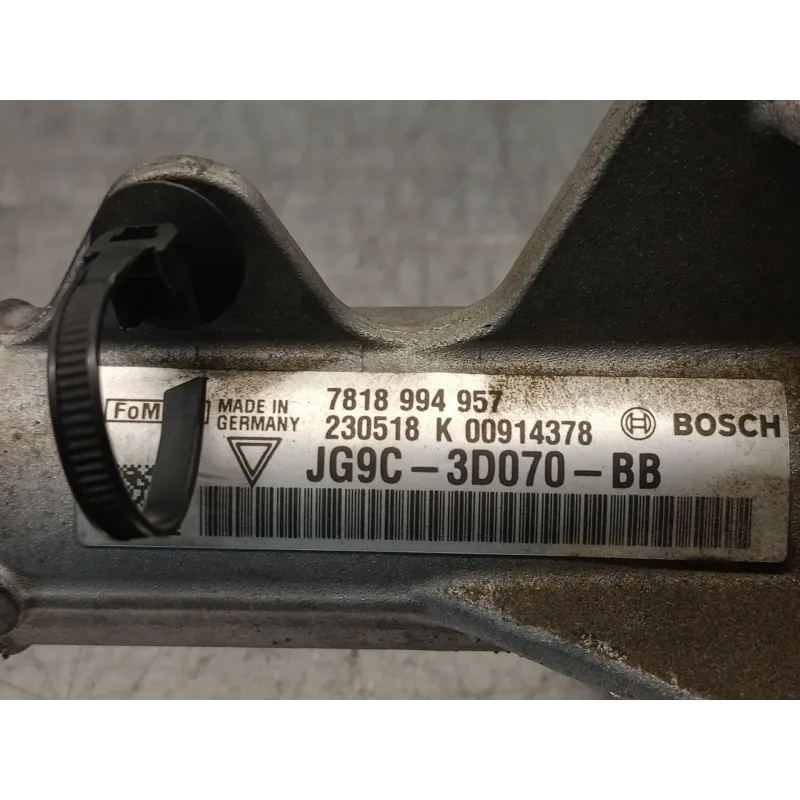 FoM
MADE IN
GERMANY
7818 994 957
230518 K 00914378
JG9C-3D070-BB
BOSCH